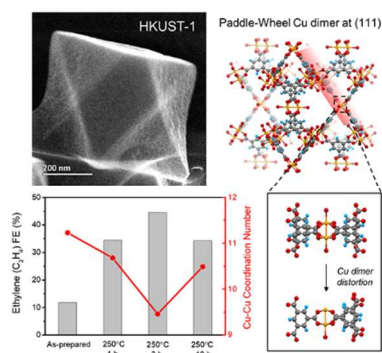 HKUST-1
200 nm
Paddle-Wheel Cu dimer at (111)
Ethylene (C₂H₄) FE (%)
50
40
30
20
10
0
As-prepared
250°C
250°C
250°C
12
11
10
9
Cu-Cu Coordination Number
Cu dimer
distortion